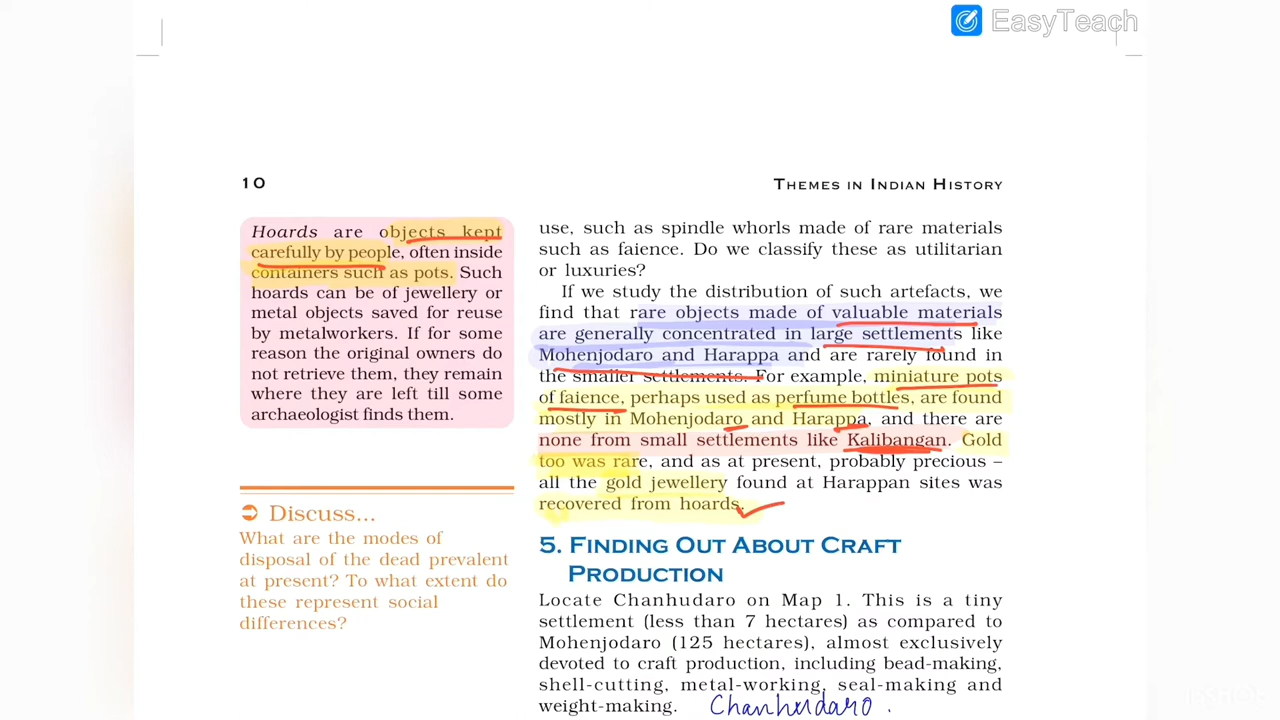 EasyTeach
10
THEMES IN INDIAN HISTORY
Hoards are objects kept
carefully by people, often inside
containers such as pots. Such
hoards can be of jewellery or
metal objects saved for reuse
by metalworkers. If for some
reason the original owners do
not retrieve them, they remain
where they are left till some
archaeologist finds them.
Discuss...
What are the modes of
disposal of the dead prevalent
at present? To what extent do
these represent social
differences?
use, such as spindle whorls made of rare materials
such as faience. Do we classify these as utilitarian
or luxuries?
If we study the distribution of such artefacts, we
find that rare objects made of valuable materials
are generally concentrated in large settlements like
Mohenjodaro and Harappa and are rarely found in
the smaller settlements. For example, miniature pots
of faience, perhaps used as perfume bottles, are found
mostly in Mohenjodaro and Harappa, and there are
none from small settlements like Kalibangan. Gold
too was rare, and as at present, probably precious –
all the gold jewellery found at Harappan sites was
recovered from hoards.
5. FINDING OUT ABOUT CRAFT
PRODUCTION
Locate Chanhudaro on Map 1. This is a tiny
settlement (less than 7 hectares) as compared to
Mohenjodaro (125 hectares), almost exclusively
devoted to craft production, including bead-making,
shell-cutting, metal-working, seal-making and
weight-making. Chanhudaro .